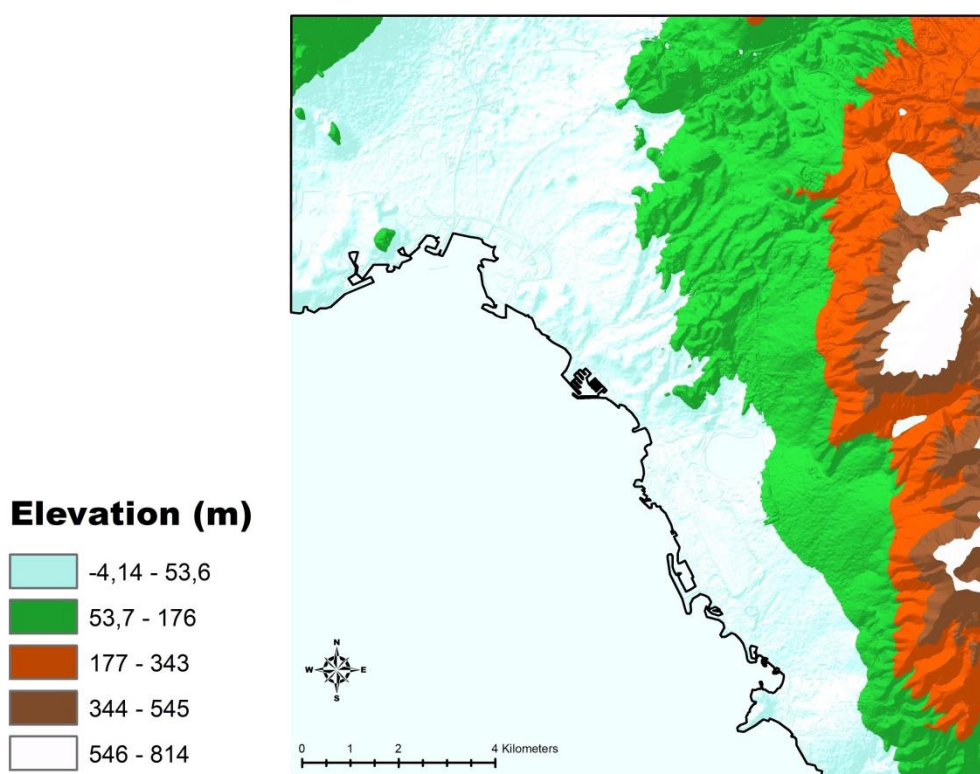 Elevation (m)
-4,14 - 53,6
53,7 - 176
177 - 343
344 - 545
546 - 814
N
W E
S
0 1 2 4 Kilometers